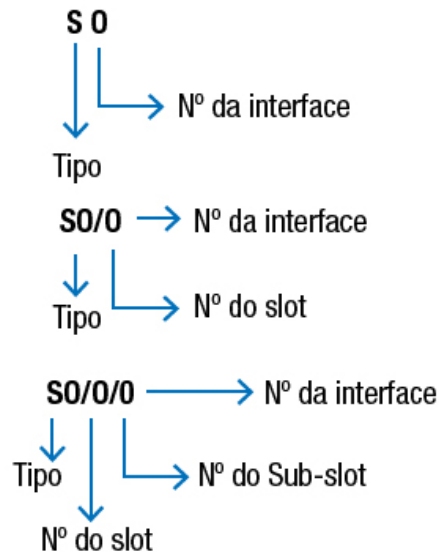 S 0
Nº da interface
Tipo
S0/0 Nº da interface
Tipo Nº do slot
S0/0/0 Nº da interface
Tipo Nº do Sub-slot
Nº do slot